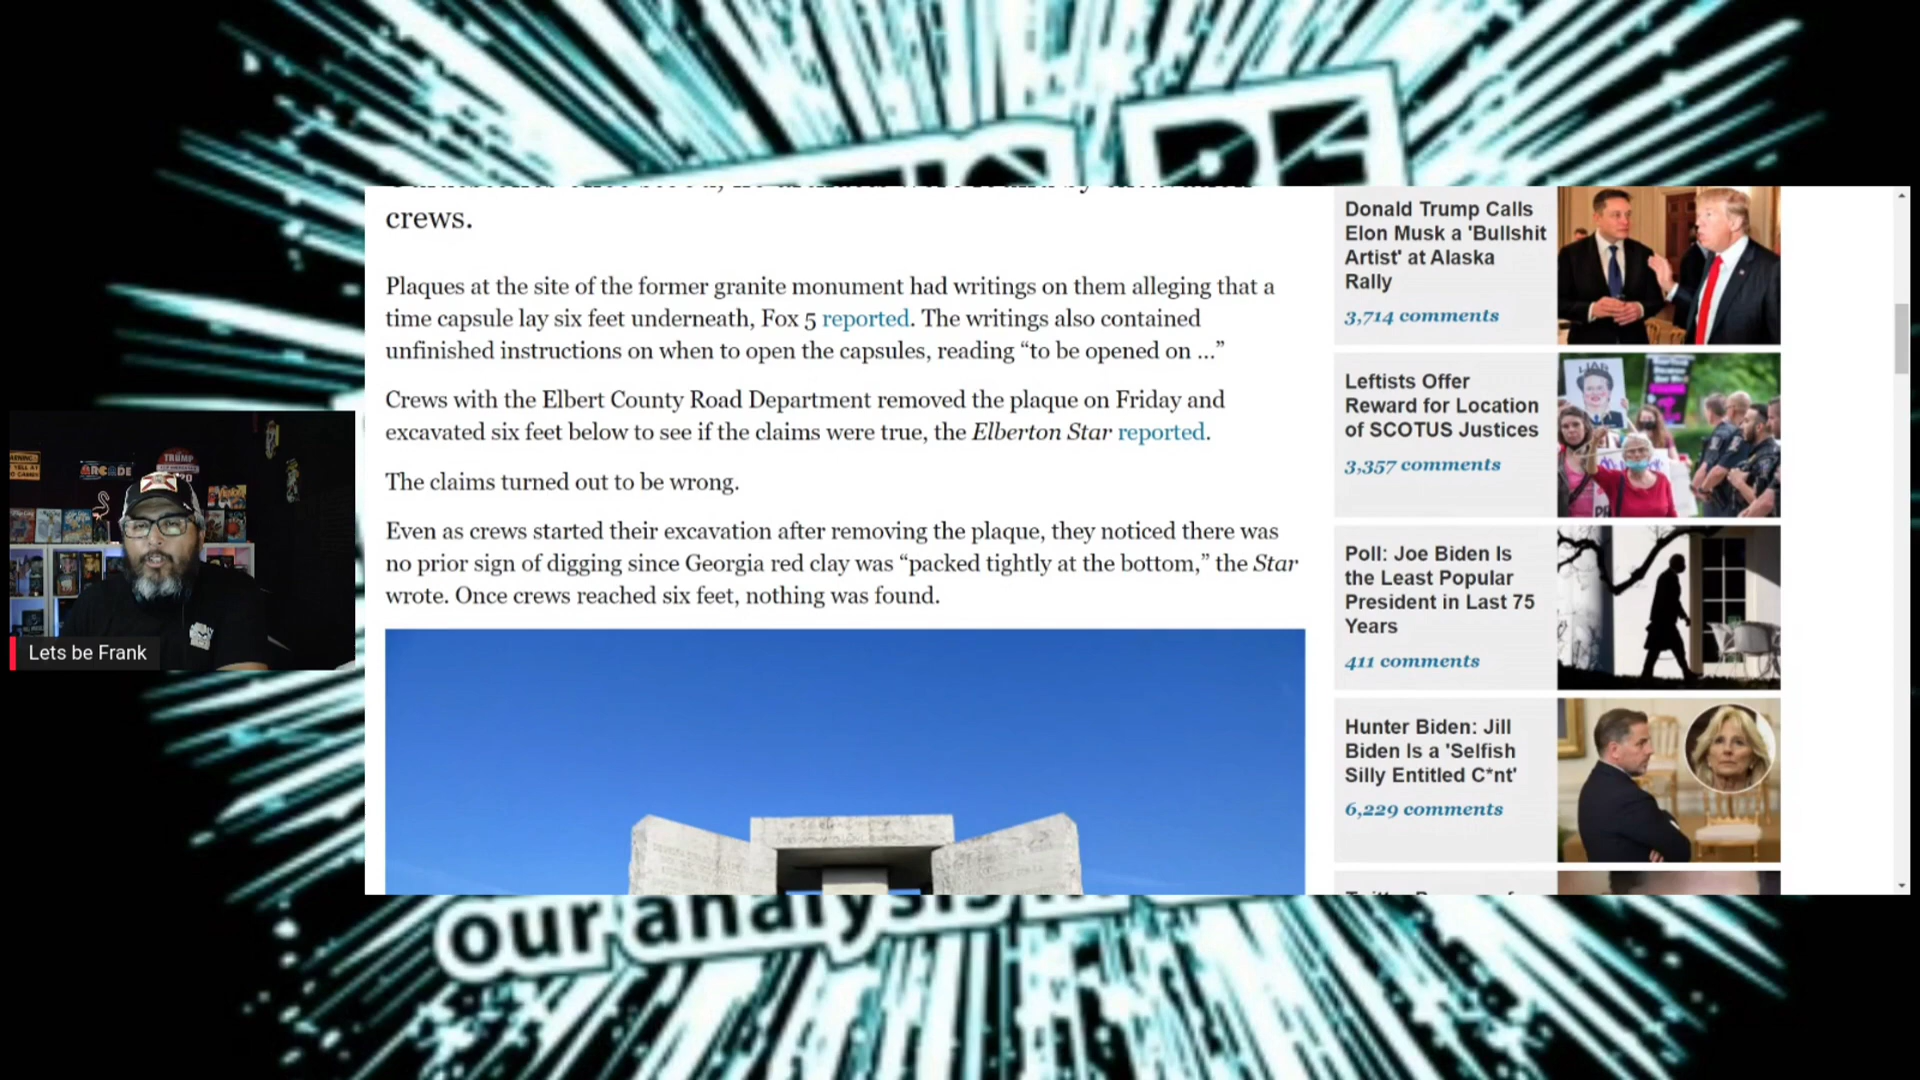 BE
crews.
Plaques at the site of the former granite monument had writings on them alleging that a
time capsule lay six feet underneath, Fox 5 reported. The writings also contained
unfinished instructions on when to open the capsules, reading “to be opened on ...”
Crews with the Elbert County Road Department removed the plaque on Friday and
excavated six feet below to see if the claims were true, the Elberton Star reported.
The claims turned out to be wrong.
Even as crews started their excavation after removing the plaque, they noticed there was
no prior sign of digging since Georgia red clay was “packed tightly at the bottom,” the Star
wrote. Once crews reached six feet, nothing was found.
Donald Trump Calls
Elon Musk a 'Bullshit
Artist' at Alaska
Rally
3,714 comments
Leftists Offer
Reward for Location
of SCOTUS Justices
3,357 comments
Poll: Joe Biden Is
the Least Popular
President in Last 75
Years
411 comments
Hunter Biden: Jill
Biden Is a 'Selfish
Silly Entitled C*nt'
6,229 comments
ARCADE
TRUMP
Lets be Frank
our analysis